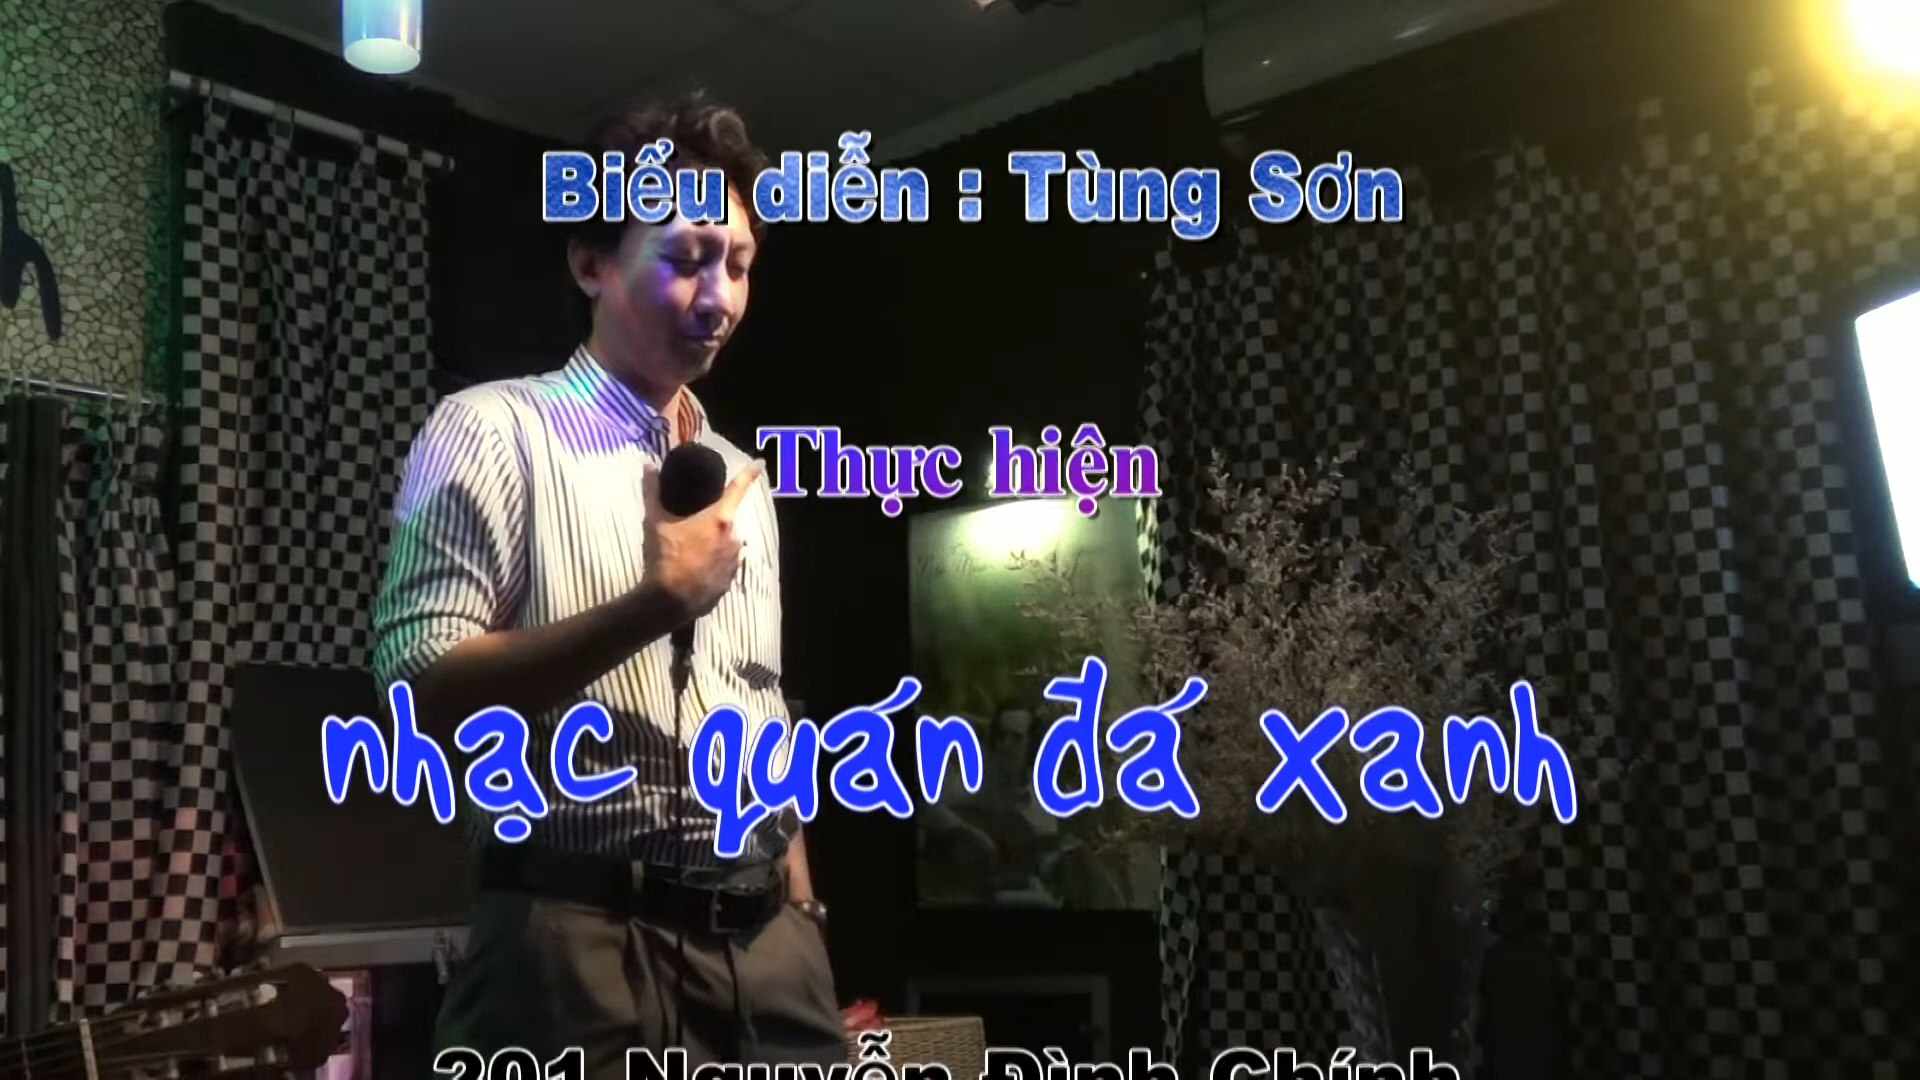 Biểu diễn : Tùng Sơn
Thực hiện
nhạc quán đá xanh
201 Nguyễn Đình Chính